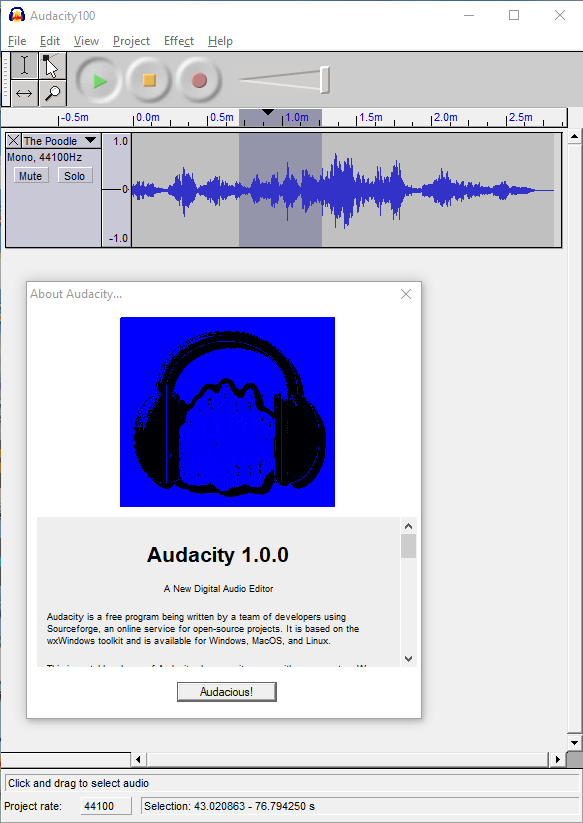 Audacity100
File Edit View Project Effect Help
-0.5m 0.0m 0.5m 1.0m 1.5m 2.0m 2.5m
The Poodle
Mono, 44100Hz
Mute Solo
1.0
0
-1.0
About Audacity...
Audacity 1.0.0
A New Digital Audio Editor
Audacity is a free program being written by a team of developers using
Sourceforge, an online service for open-source projects. It is based on the
wxWindows toolkit and is available for Windows, MacOS, and Linux.
Audacious!
Click and drag to select audio
Project rate: 44100 Selection: 43.020863 - 76.794250 s